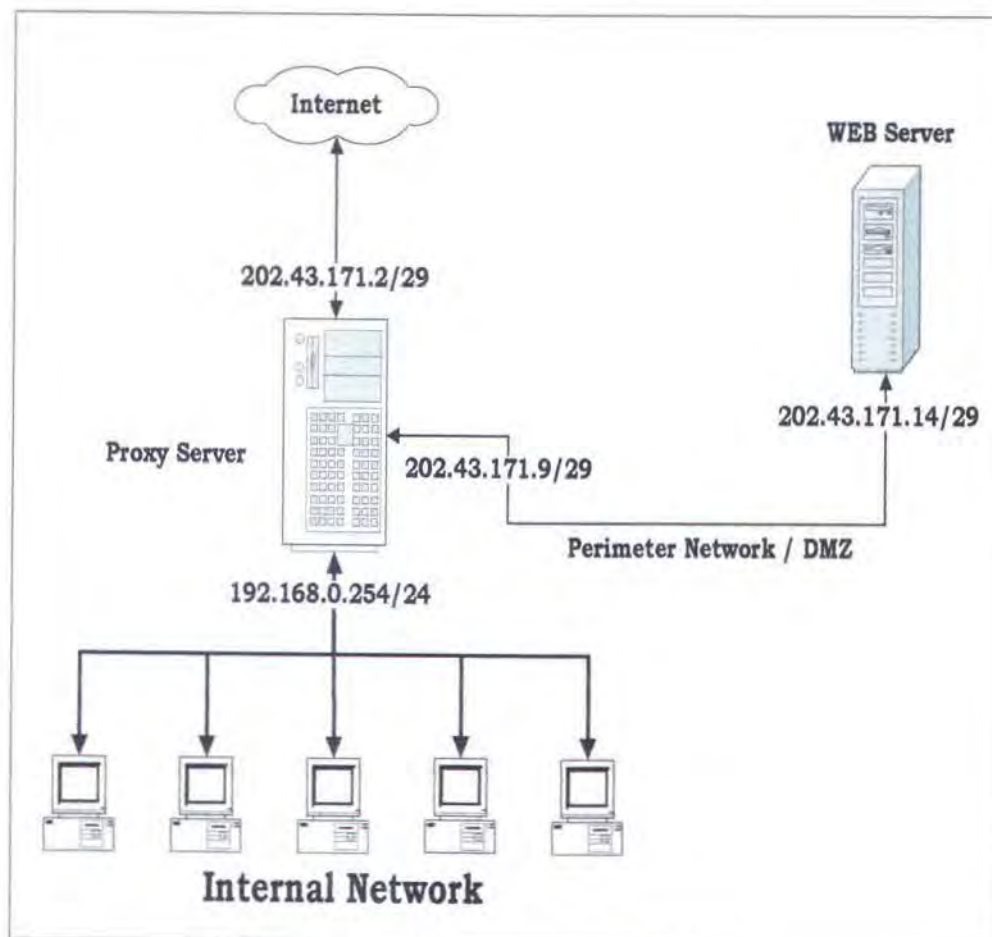 Internet
WEB Server
202.43.171.2/29
202.43.171.14/29
Proxy Server
202.43.171.9/29
Perimeter Network / DMZ
192.168.0.254/24
Internal Network